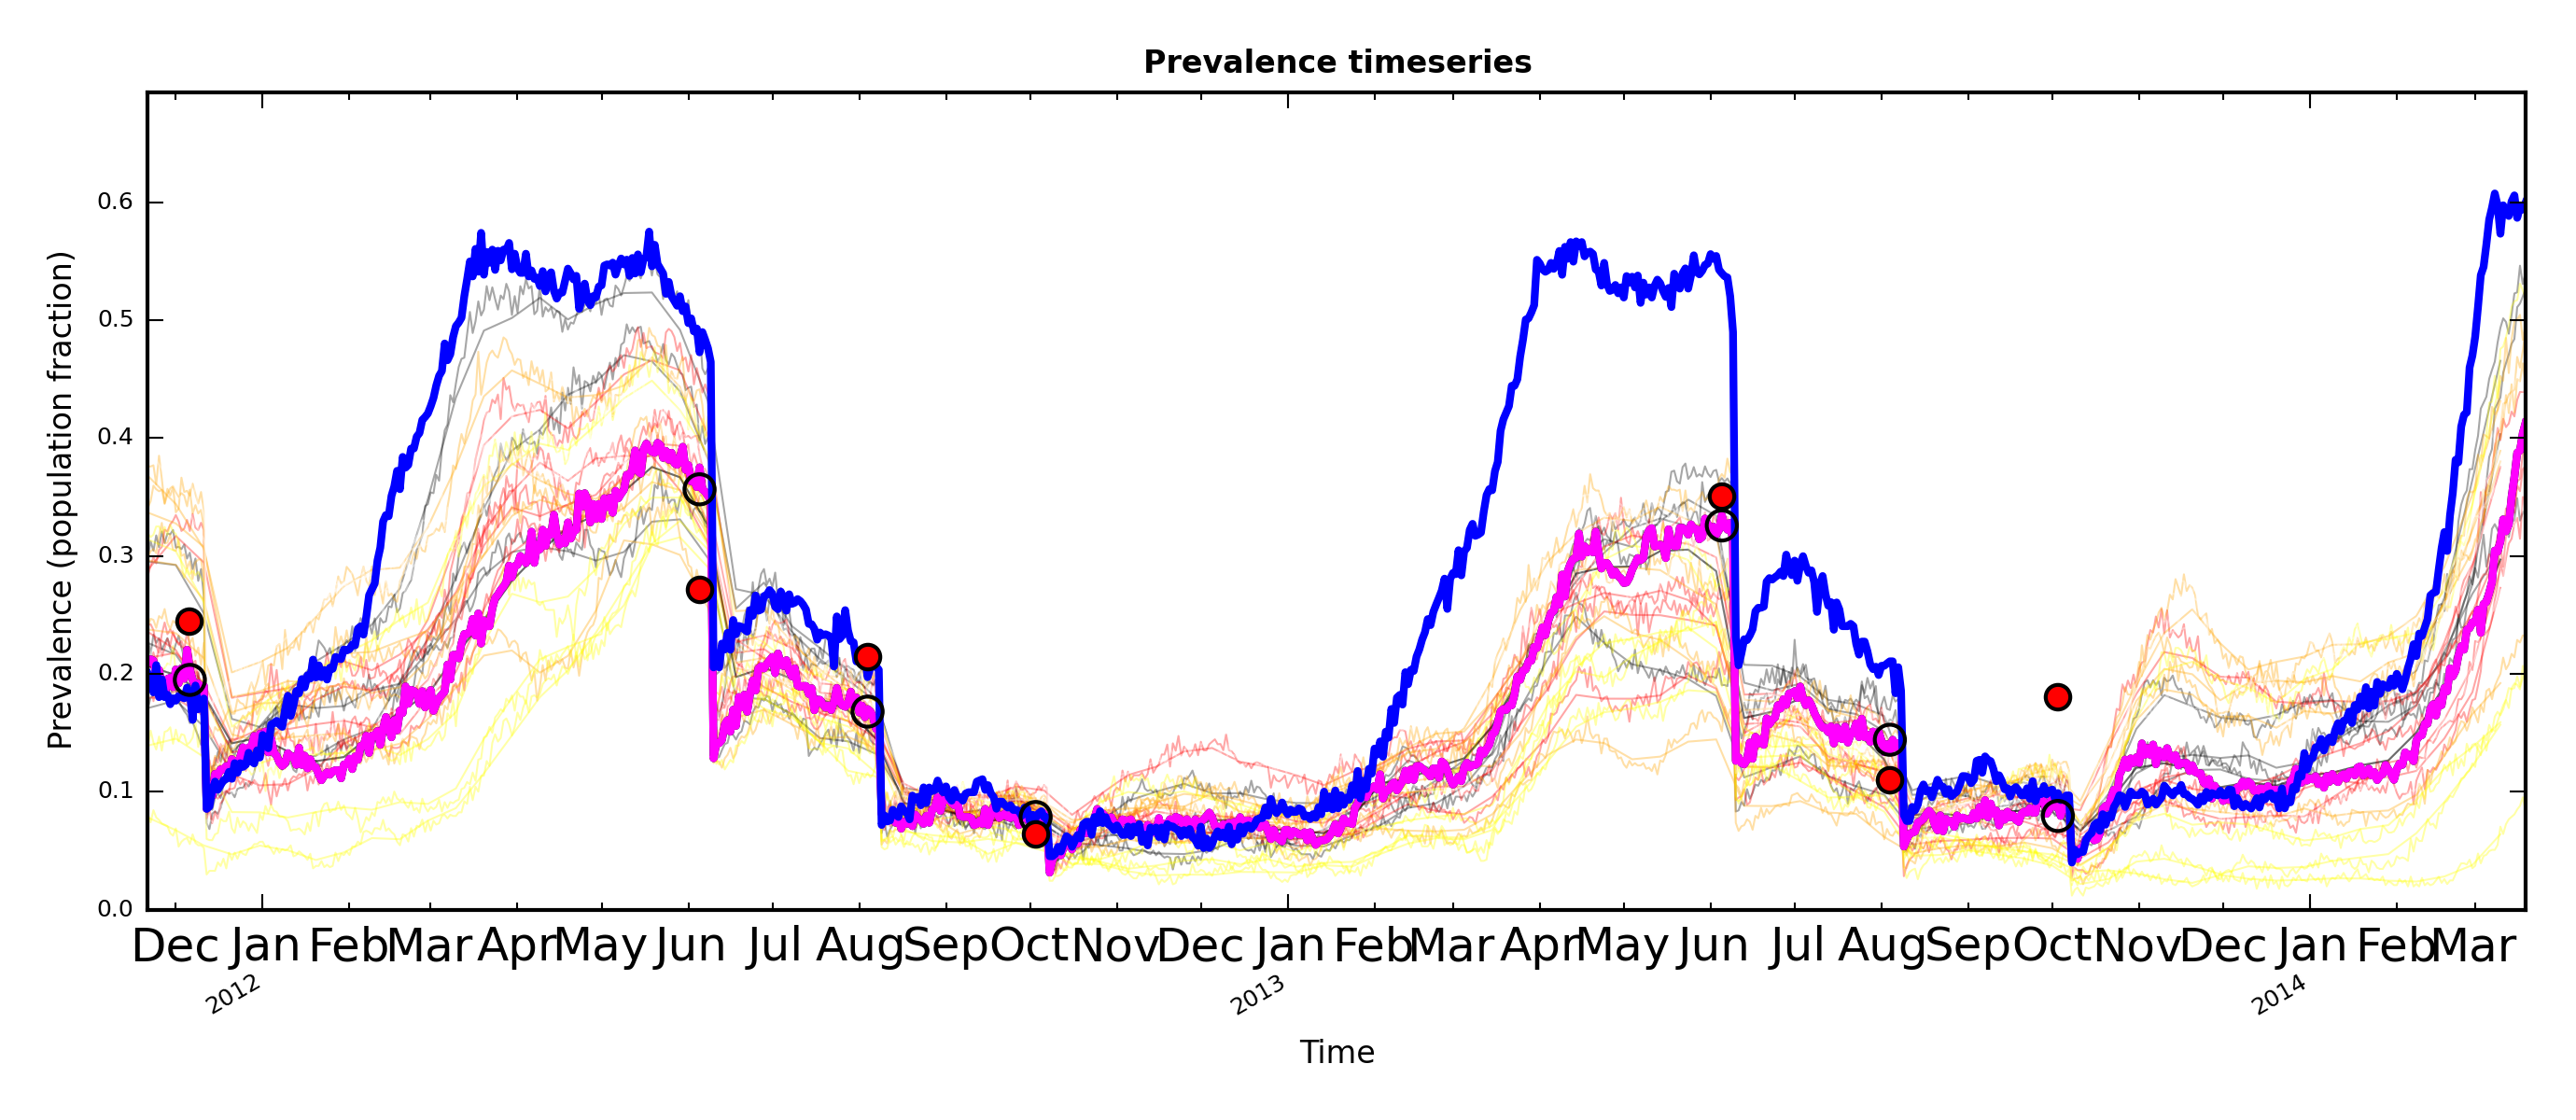 Prevalence timeseries
Prevalence (population fraction)
0.6
0.5
0.4
0.3
0.2
0.1
0.0
Dec Jan Feb Mar Apr May Jun Jul Aug Sep Oct Nov Dec Jan Feb Mar Apr May Jun Jul Aug Sep Oct Nov Dec Jan Feb Mar
2012 2013 2014
Time